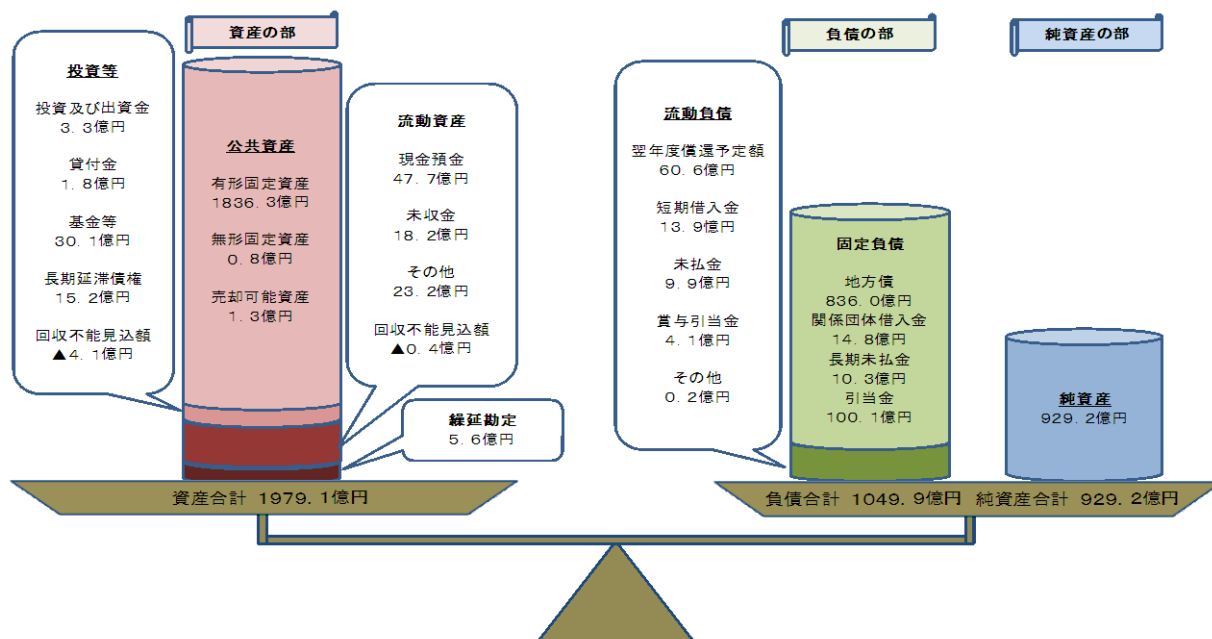 資産の部
負債の部
純資産の部
投資等
投資及び出資金
3.3億円
貸付金
1.8億円
基金等
30.1億円
長期延滞債権
15.2億円
回収不能見込額
▲4.1億円
公共資産
有形固定資産
1836.3億円
無形固定資産
0.8億円
売却可能資産
1.3億円
流動資産
現金預金
47.7億円
未収金
18.2億円
その他
23.2億円
回収不能見込額
▲0.4億円
繰延勘定
5.6億円
資産合計 1979.1億円
流動負債
翌年度償還予定額
60.6億円
短期借入金
13.9億円
未払金
9.9億円
賞与引当金
4.1億円
その他
0.2億円
固定負債
地方債
836.0億円
関係団体借入金
14.8億円
長期未払金
10.3億円
引当金
100.1億円
純資産
929.2億円
負債合計 1049.9億円 純資産合計 929.2億円